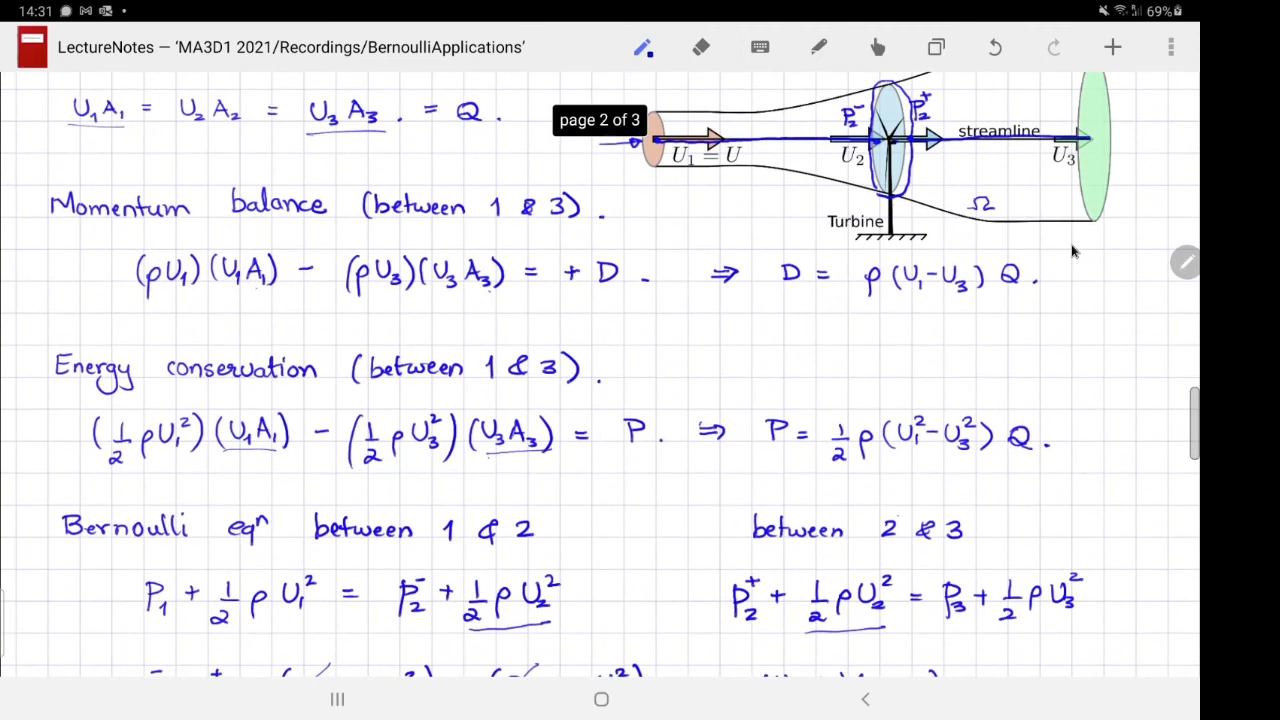 14:31 69%
LectureNotes — ‘MA3D1 2021/Recordings/BernoulliApplications’
U₁A₁ = U₂A₂ = U₃A₃. = Q.
page 2 of 3
P₂⁻ P₂⁺
streamline
U₁ = U U₂ U₃
Turbine Ω
Momentum balance (between 1 & 3).
(ρU₁)(U₁A₁) − (ρU₃)(U₃A₃) = + D. ⇒ D = ρ(U₁−U₃) Q.
Energy conservation (between 1 & 3).
(½ρU₁²)(U₁A₁) − (½ρU₃²)(U₃A₃) = P. ⇒ P = ½ρ(U₁²−U₃²) Q.
Bernoulli eqⁿ between 1 & 2 between 2 & 3
P₁ + ½ρU₁² = P₂⁻ + ½ρU₂² P₂⁺ + ½ρU₂² = P₃ + ½ρU₃²